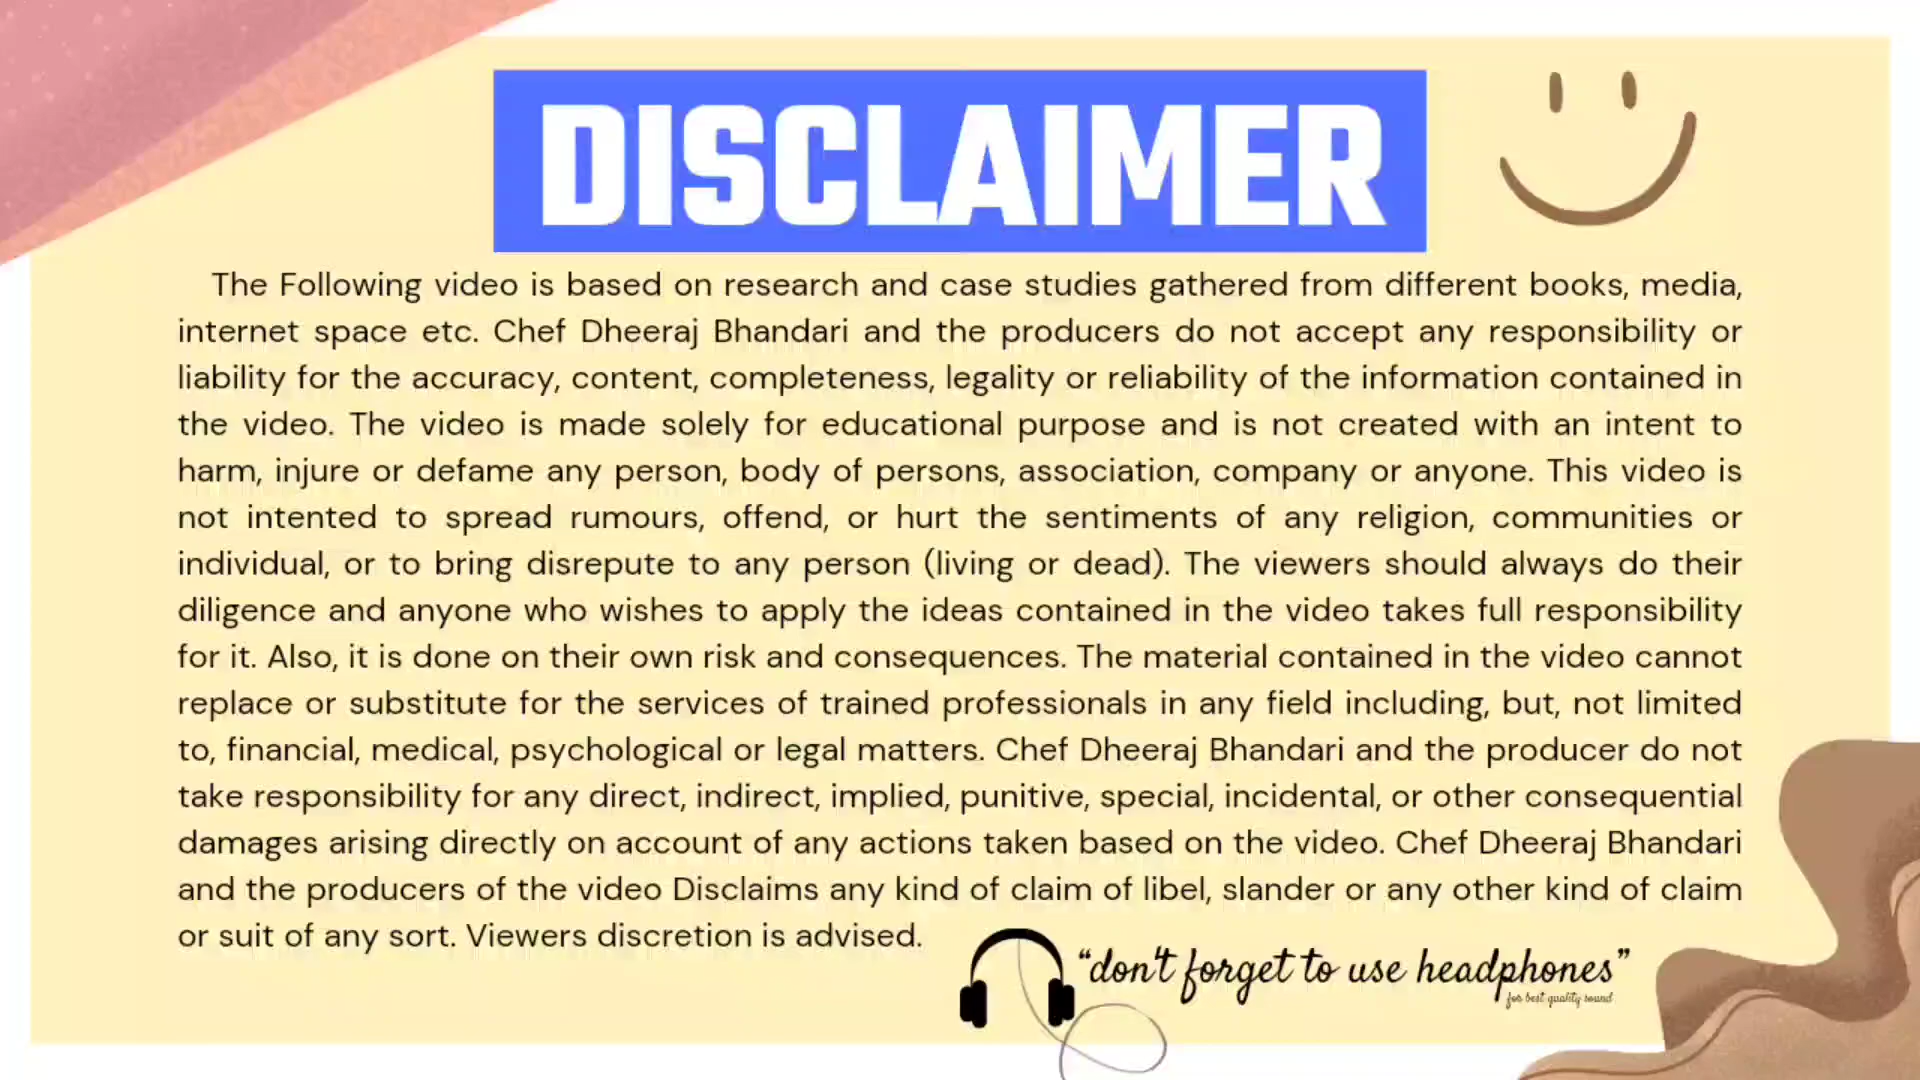 DISCLAIMER
The Following video is based on research and case studies gathered from different books, media,
internet space etc. Chef Dheeraj Bhandari and the producers do not accept any responsibility or
liability for the accuracy, content, completeness, legality or reliability of the information contained in
the video. The video is made solely for educational purpose and is not created with an intent to
harm, injure or defame any person, body of persons, association, company or anyone. This video is
not intented to spread rumours, offend, or hurt the sentiments of any religion, communities or
individual, or to bring disrepute to any person (living or dead). The viewers should always do their
diligence and anyone who wishes to apply the ideas contained in the video takes full responsibility
for it. Also, it is done on their own risk and consequences. The material contained in the video cannot
replace or substitute for the services of trained professionals in any field including, but, not limited
to, financial, medical, psychological or legal matters. Chef Dheeraj Bhandari and the producer do not
take responsibility for any direct, indirect, implied, punitive, special, incidental, or other consequential
damages arising directly on account of any actions taken based on the video. Chef Dheeraj Bhandari
and the producers of the video Disclaims any kind of claim of libel, slander or any other kind of claim
or suit of any sort. Viewers discretion is advised.
“don't forget to use headphones”
for best quality sound